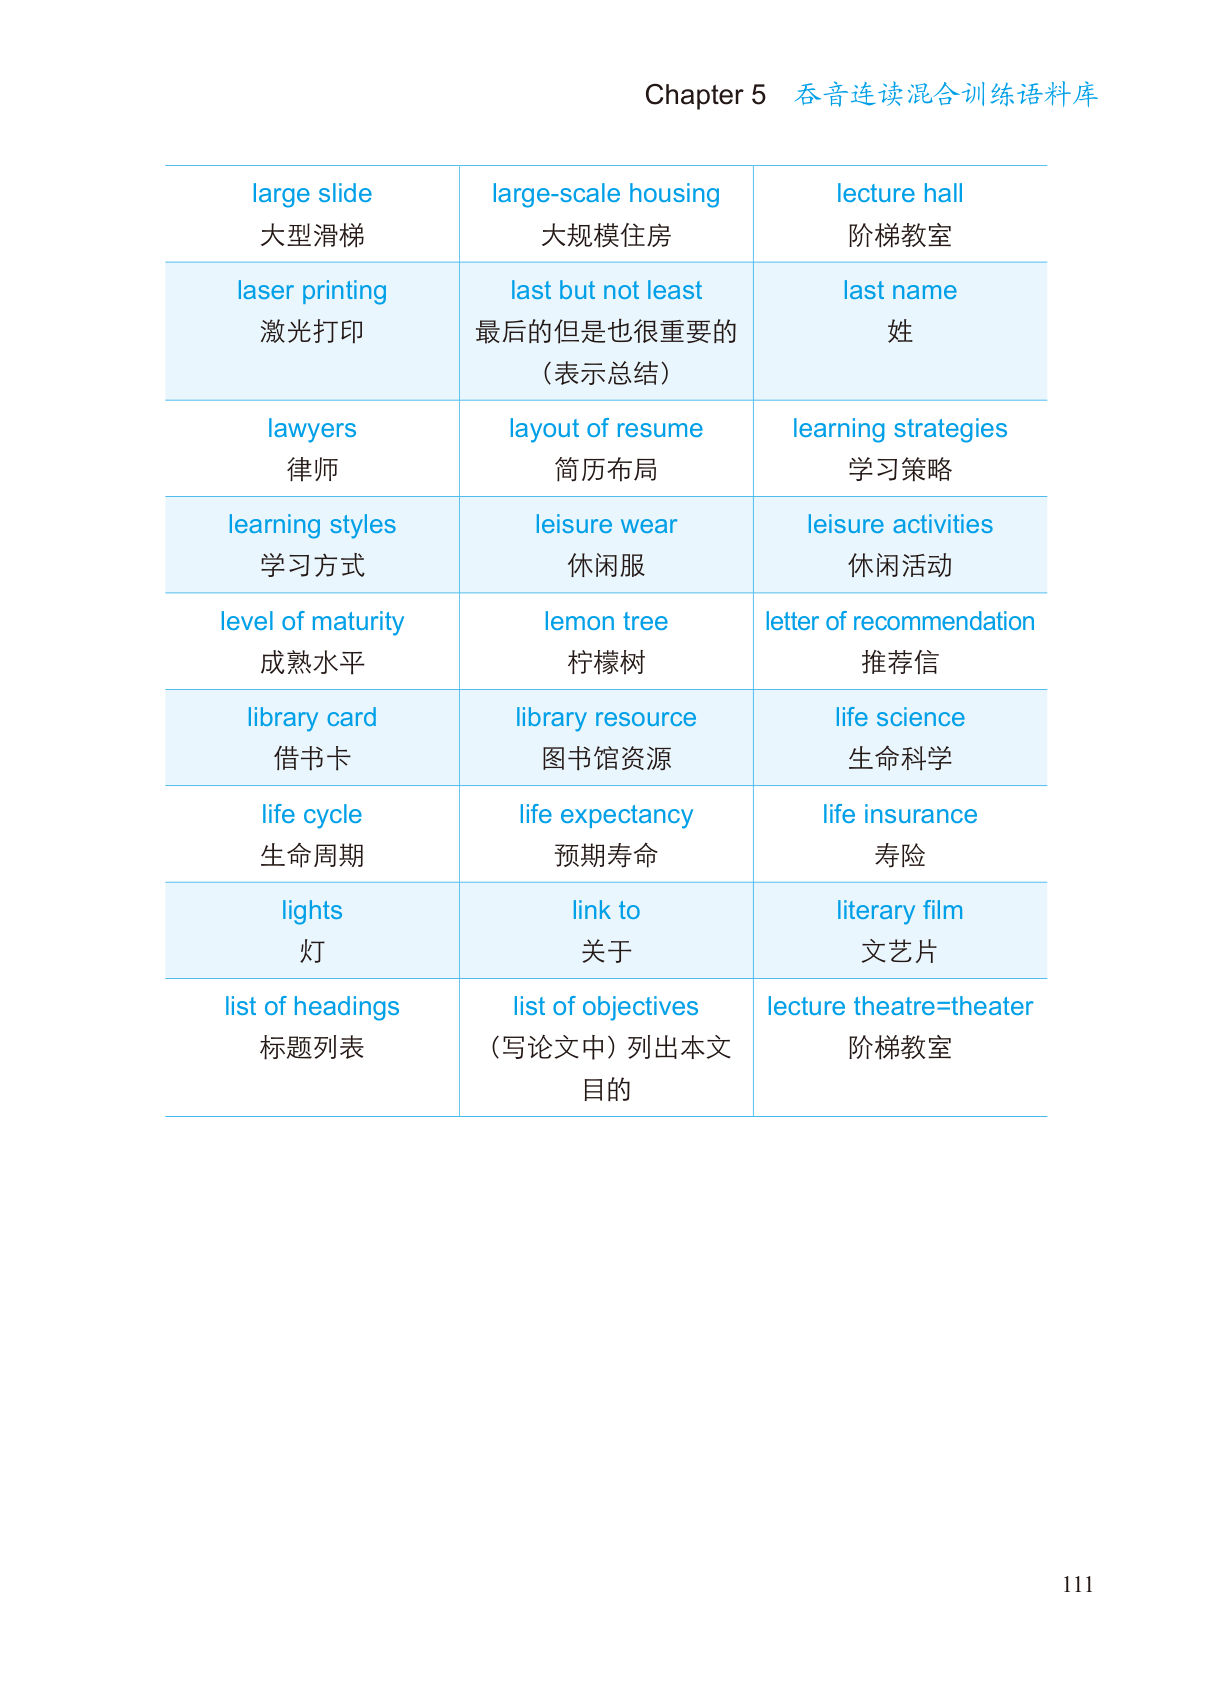 Chapter 5 吞音连读混合训练语料库
large slide
大型滑梯
large-scale housing
大规模住房
lecture hall
阶梯教室
laser printing
激光打印
last but not least
最后的但是也很重要的
（表示总结）
last name
姓
lawyers
律师
layout of resume
简历布局
learning strategies
学习策略
learning styles
学习方式
leisure wear
休闲服
leisure activities
休闲活动
level of maturity
成熟水平
lemon tree
柠檬树
letter of recommendation
推荐信
library card
借书卡
library resource
图书馆资源
life science
生命科学
life cycle
生命周期
life expectancy
预期寿命
life insurance
寿险
lights
灯
link to
关于
literary film
文艺片
list of headings
标题列表
list of objectives
（写论文中）列出本文
目的
lecture theatre=theater
阶梯教室
111